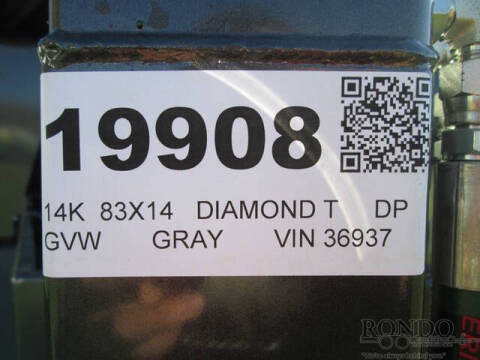 19908
14K 83X14 DIAMOND T DP
GVW GRAY VIN 36937
RONDO